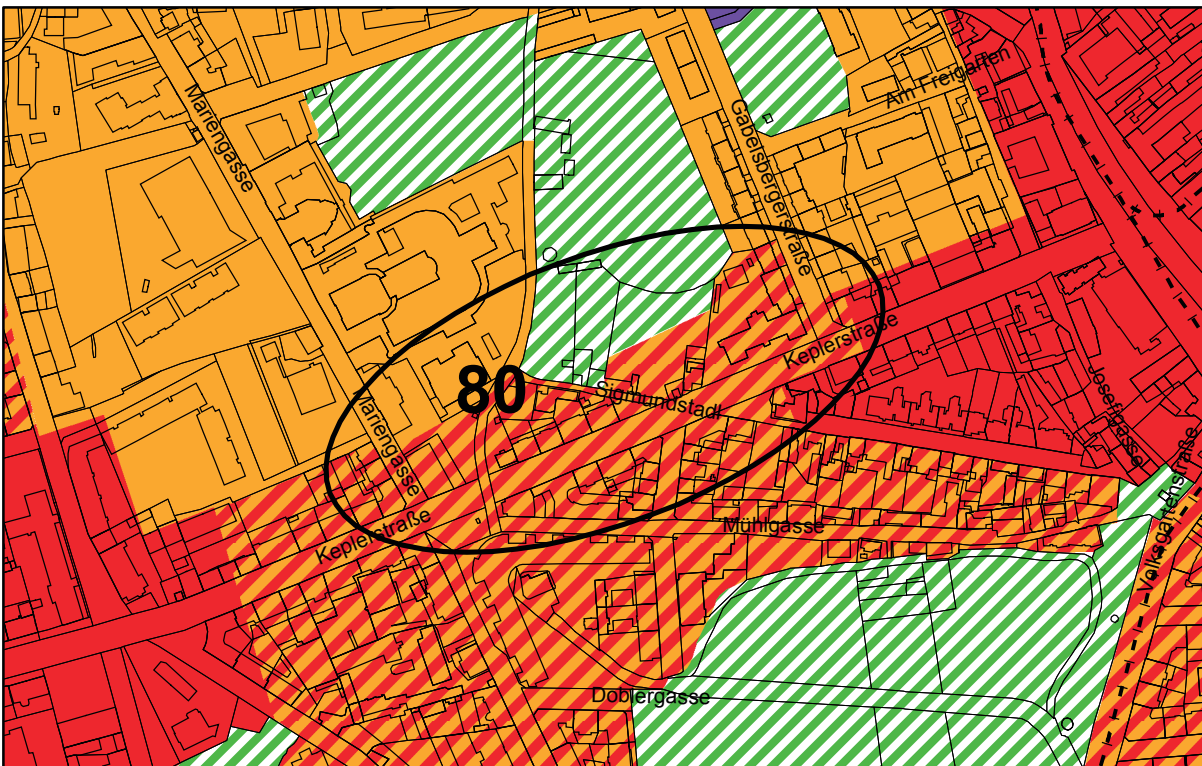 Am Freigarten
Mariengasse
Gabelsbergerstraße
Keplerstraße
80
Sigmundstadl
Josefigasse
Mariengasse
Volksgartenstraße
Keplerstraße
Mühlgasse
Doblergasse